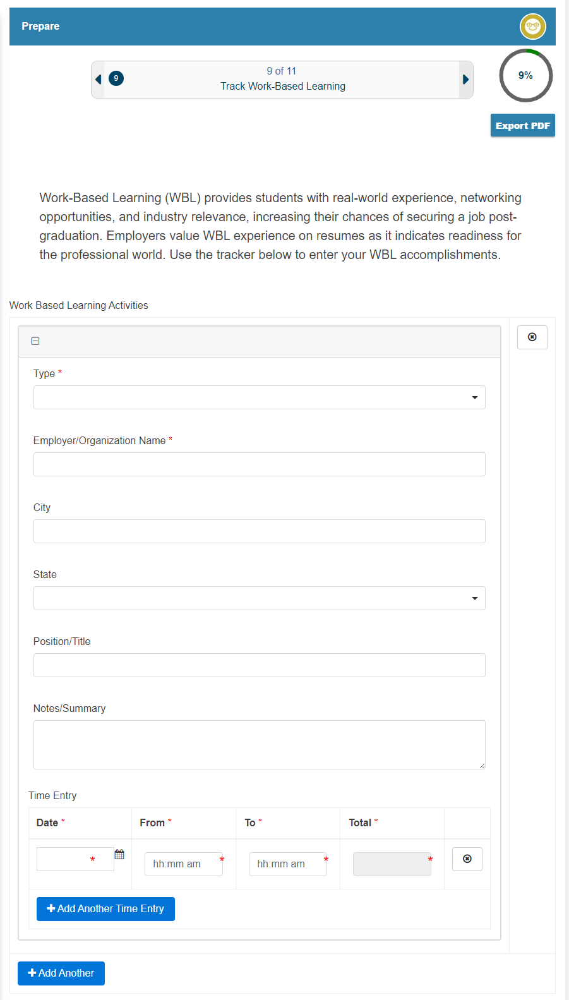 Prepare
9
9 of 11
Track Work-Based Learning
9%
Export PDF
Work-Based Learning (WBL) provides students with real-world experience, networking
opportunities, and industry relevance, increasing their chances of securing a job post-
graduation. Employers value WBL experience on resumes as it indicates readiness for
the professional world. Use the tracker below to enter your WBL accomplishments.
Work Based Learning Activities
Type *
Employer/Organization Name *
City
State
Position/Title
Notes/Summary
Time Entry
Date * From * To * Total *
* hh:mm am * hh:mm am * *
Add Another Time Entry
Add Another